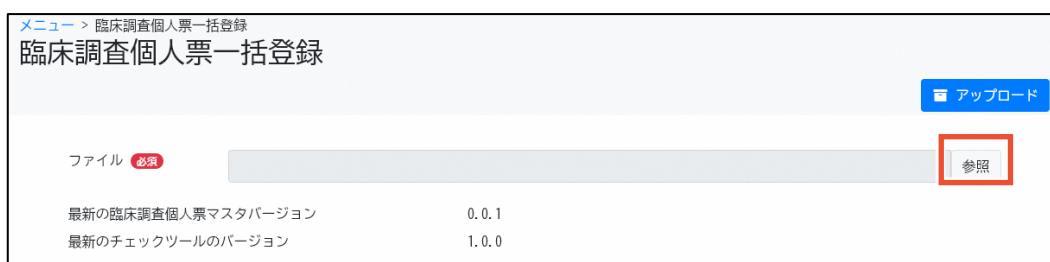 メニュー > 臨床調査個人票一括登録
臨床調査個人票一括登録
アップロード
ファイル 必須
参照
最新の臨床調査個人票マスタバージョン 0.0.1
最新のチェックツールのバージョン 1.0.0